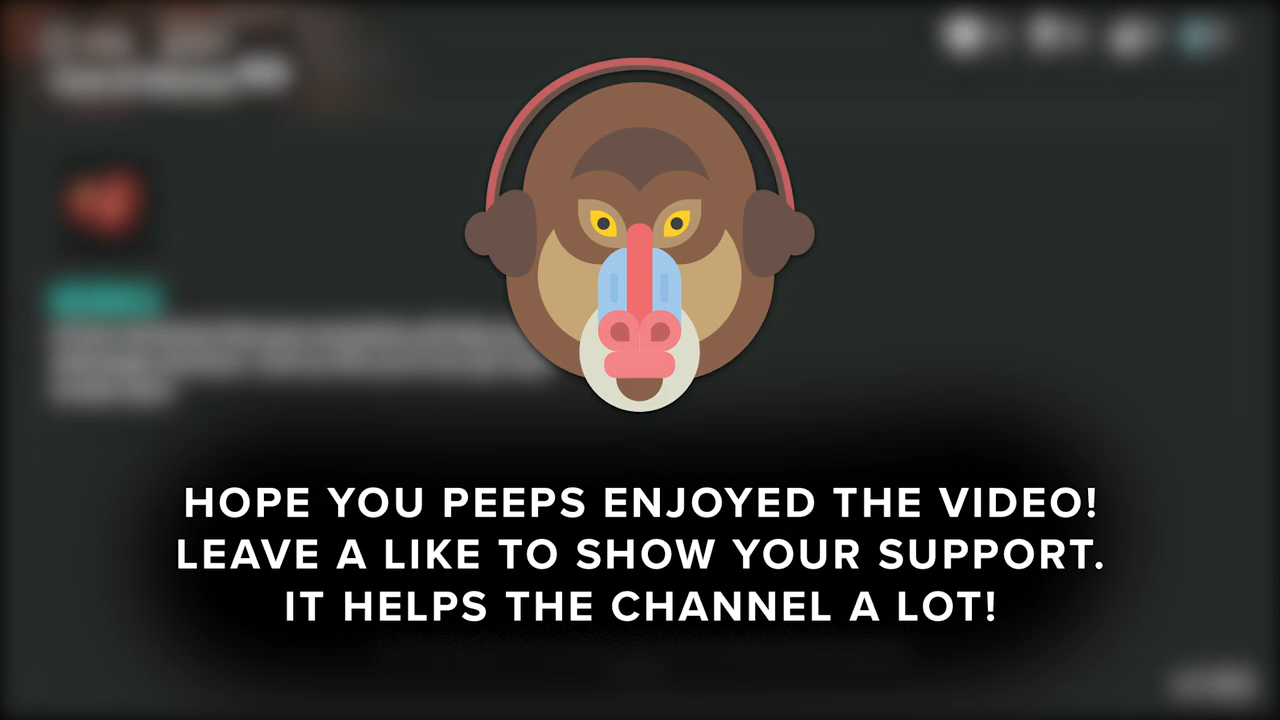 HOPE YOU PEEPS ENJOYED THE VIDEO!
LEAVE A LIKE TO SHOW YOUR SUPPORT.
IT HELPS THE CHANNEL A LOT!